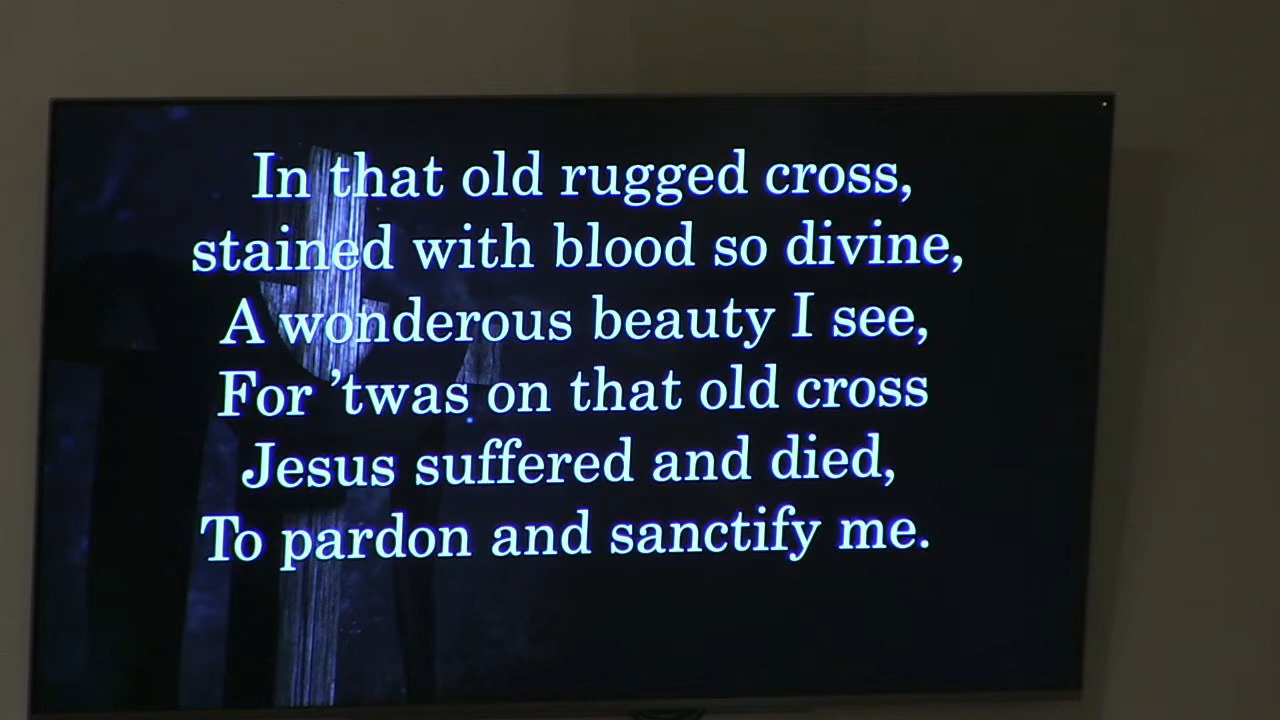 In that old rugged cross,
stained with blood so divine,
A wonderous beauty I see,
For ’twas on that old cross
Jesus suffered and died,
To pardon and sanctify me.